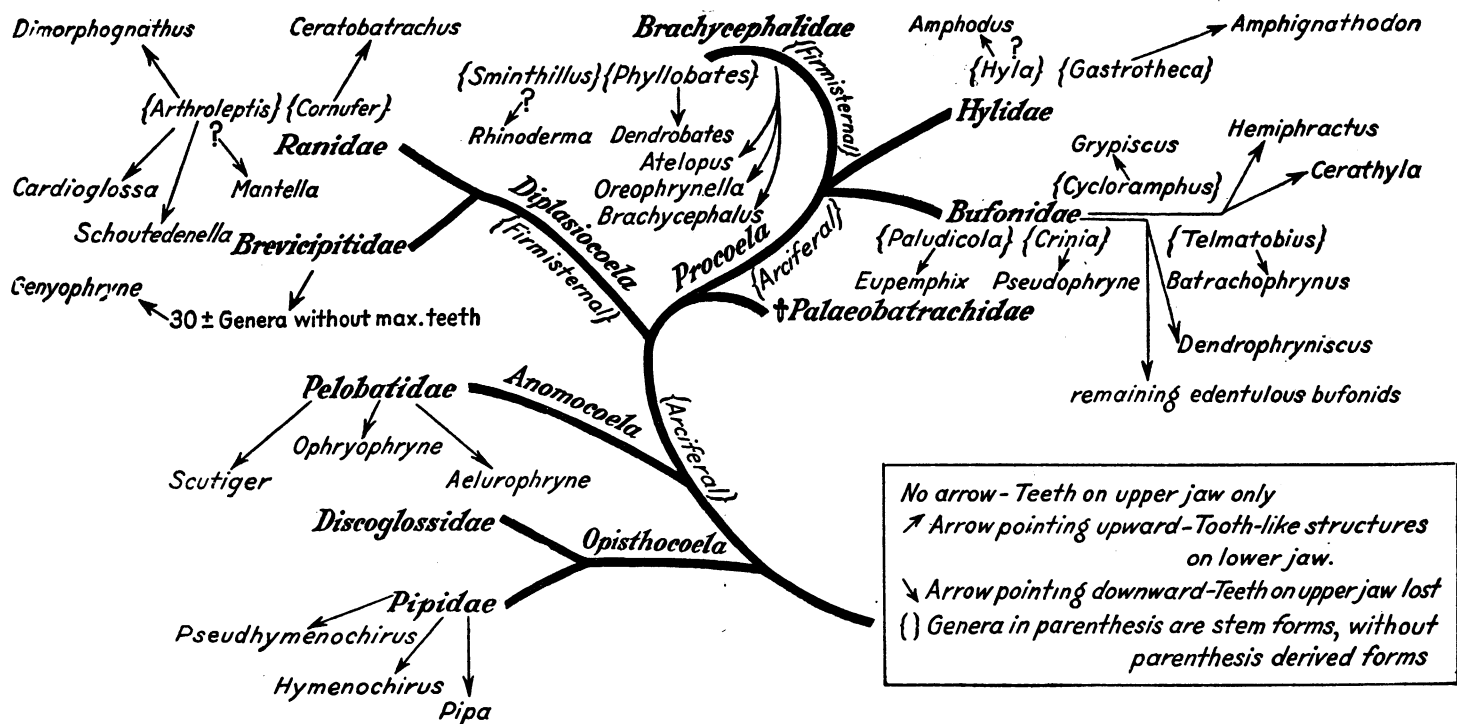 Dimorphognathus
Ceratobatrachus
{Arthroleptis} {Cornufer}
?
Ranidae
Cardioglossa
Mantella
Schoutedenella
Brevicipitidae
Genyophryne
30 ± Genera without max. teeth
Diplasiocoela
{Firmisternal}
Brachycephalidae
{Firmisternal}
{Sminthillus} {Phyllobates}
?
Rhinoderma
Dendrobates
Atelopus
Oreophrynella
Brachycephalus
Procoela
{Arciferal}
Amphodus
?
{Hyla} {Gastrotheca}
Amphignathodon
Hylidae
Hemiphractus
Grypiscus
Cerathyla
{Cycloramphus}
Bufonidae
{Paludicola} {Crinia}
{Telmatobius}
Eupemphix
Pseudophryne
Batrachophrynus
†Palaeobatrachidae
Dendrophryniscus
remaining edentulous bufonids
Pelobatidae
Anomocoela
{Arciferal}
Ophryophryne
Scutiger
Aelurophryne
Discoglossidae
Opisthocoela
Pipidae
Pseudhymenochirus
Hymenochirus
Pipa
No arrow - Teeth on upper jaw only
↗ Arrow pointing upward - Tooth-like structures
on lower jaw.
↘ Arrow pointing downward - Teeth on upper jaw lost
{} Genera in parenthesis are stem forms, without
parenthesis derived forms